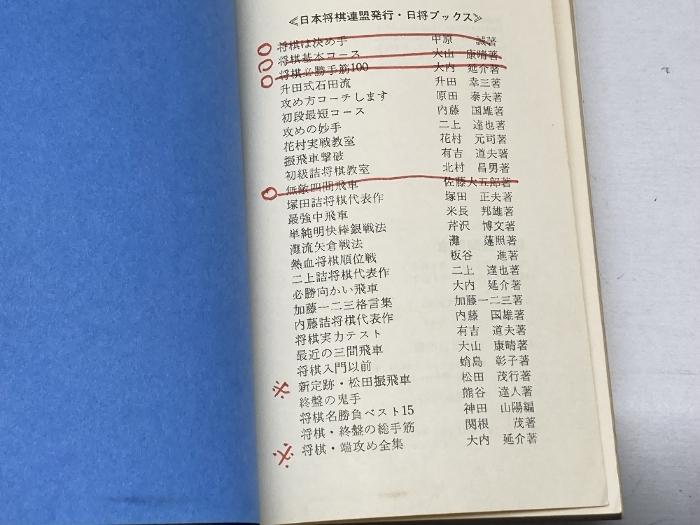 ≪日本将棋連盟発行・日将ブックス≫
将棋は決め手 中原 誠著
将棋基本コース 大山 康晴著
将棋必勝手筋100 大内 延介著
升田式石田流 升田 幸三著
攻め方コーチします 原田 泰夫著
初段最短コース 内藤 国雄著
攻めの妙手 二上 達也著
花村実戦教室 花村 元司著
振飛車撃破 有吉 道夫著
初級詰将棋教室 北村 昌男著
無敵四間飛車 佐藤大五郎著
塚田詰将棋代表作 塚田 正夫著
最強中飛車 米長 邦雄著
単純明快棒銀戦法 芹沢 博文著
灘流矢倉戦法 灘 蓮照著
熱血将棋順位戦 板谷 進著
二上詰将棋代表作 二上 達也著
必勝向かい飛車 大内 延介著
加藤一二三格言集 加藤一二三著
内藤詰将棋代表作 内藤 国雄著
将棋実力テスト 有吉 道夫著
最近の三間飛車 大山 康晴著
将棋入門以前 蛸島 彰子著
新定跡・松田振飛車 松田 茂行著
終盤の鬼手 熊谷 達人著
将棋名勝負ベスト15 神田 山陽編
将棋・終盤の総手筋 関根 茂著
将棋・端攻め全集 大内 延介著